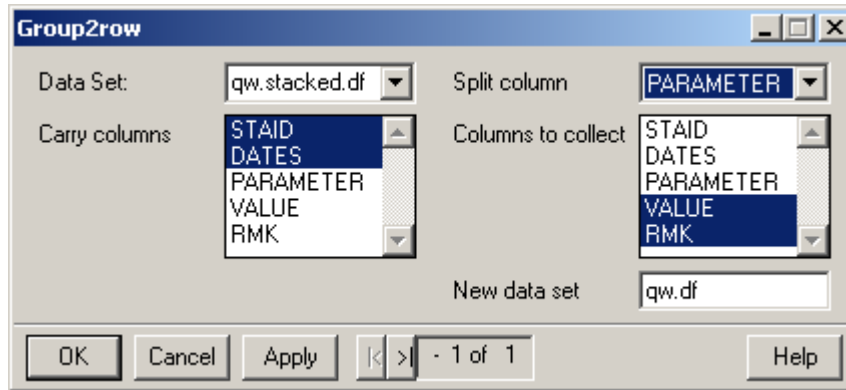 Group2row
Data Set: qw.stacked.df Split column PARAMETER
Carry columns STAID Columns to collect STAID
DATES DATES
PARAMETER PARAMETER
VALUE VALUE
RMK RMK
New data set qw.df
OK Cancel Apply - 1 of 1 Help